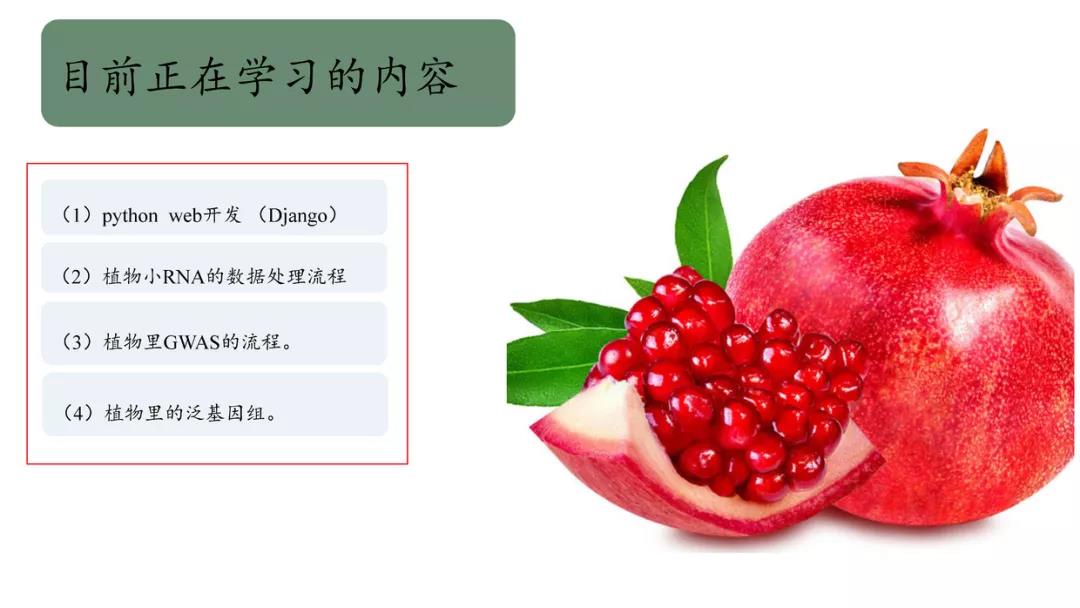 目前正在学习的内容
（1）python web开发 （Django）
（2）植物小RNA的数据处理流程
（3）植物里GWAS的流程。
（4）植物里的泛基因组。